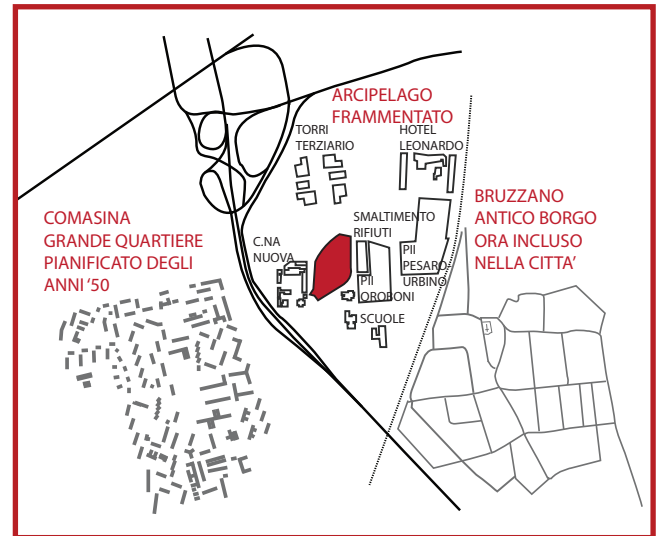 ARCIPELAGO
FRAMMENTATO
TORRI
TERZIARIO
HOTEL
LEONARDO
COMASINA
GRANDE QUARTIERE
PIANIFICATO DEGLI
ANNI ‘50
BRUZZANO
ANTICO BORGO
ORA INCLUSO
NELLA CITTA’
SMALTIMENTO
RIFIUTI
C.NA
NUOVA
PII
PESARO-
URBINO
PII
OROBONI
SCUOLE